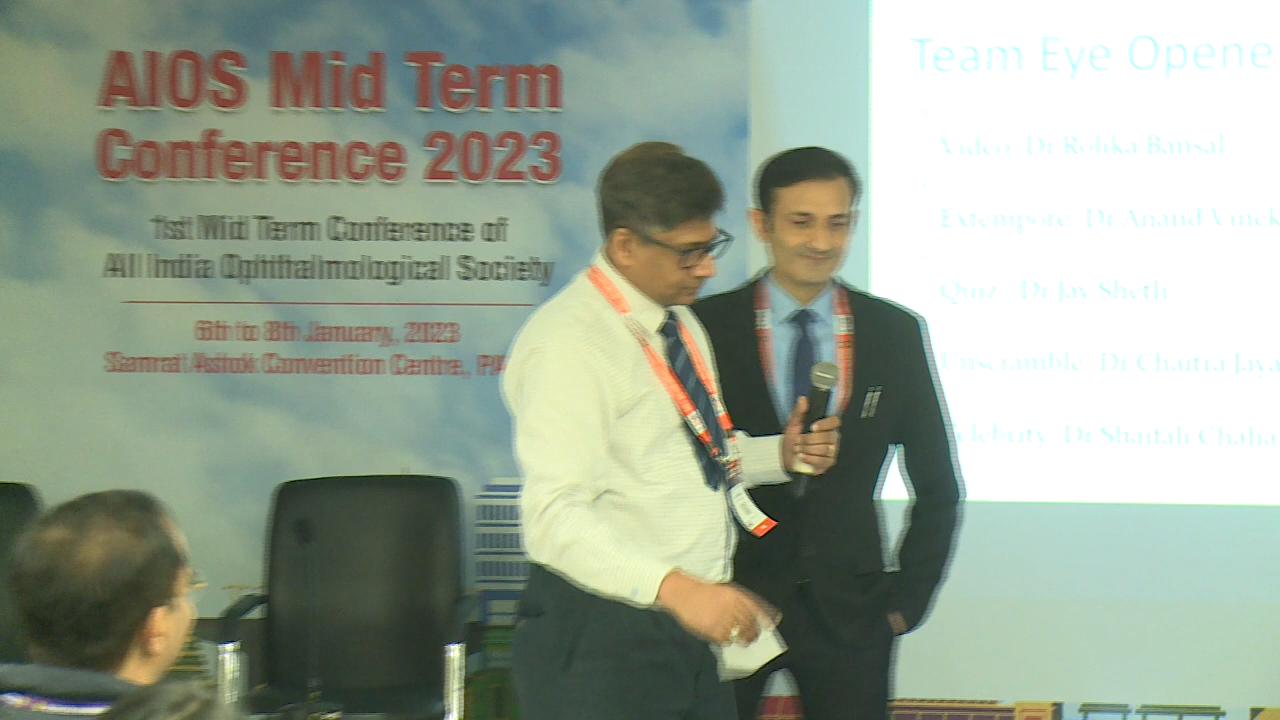 AIOS Mid Term
Conference 2023
1st Mid Term Conference of
All India Ophthalmological Society
6th to 8th January, 2023
Samrat Ashok Convention Centre,
Team Eye Opene
Video: Dr Rolika Bansal
Extempore: Dr Anand
Quiz : Dr Jay Sheth
Unscramble: Dr Chaitra
Dr Shaitali